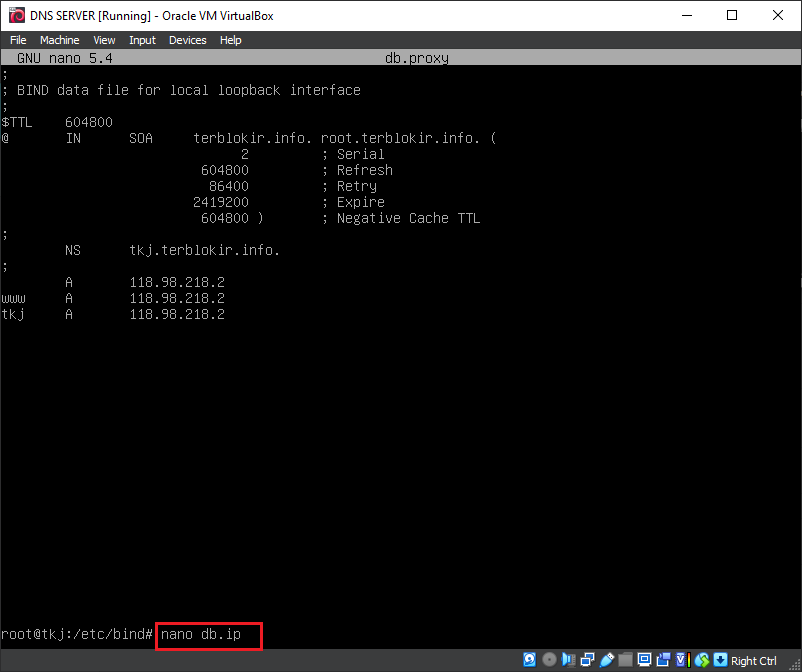 DNS SERVER [Running] - Oracle VM VirtualBox
File Machine View Input Devices Help
GNU nano 5.4 db.proxy
;
; BIND data file for local loopback interface
;
$TTL 604800
@ IN SOA terblokir.info. root.terblokir.info. (
2 ; Serial
604800 ; Refresh
86400 ; Retry
2419200 ; Expire
604800 ) ; Negative Cache TTL
;
NS tkj.terblokir.info.
;
A 118.98.218.2
www A 118.98.218.2
tkj A 118.98.218.2
root@tkj:/etc/bind# nano db.ip
Right Ctrl